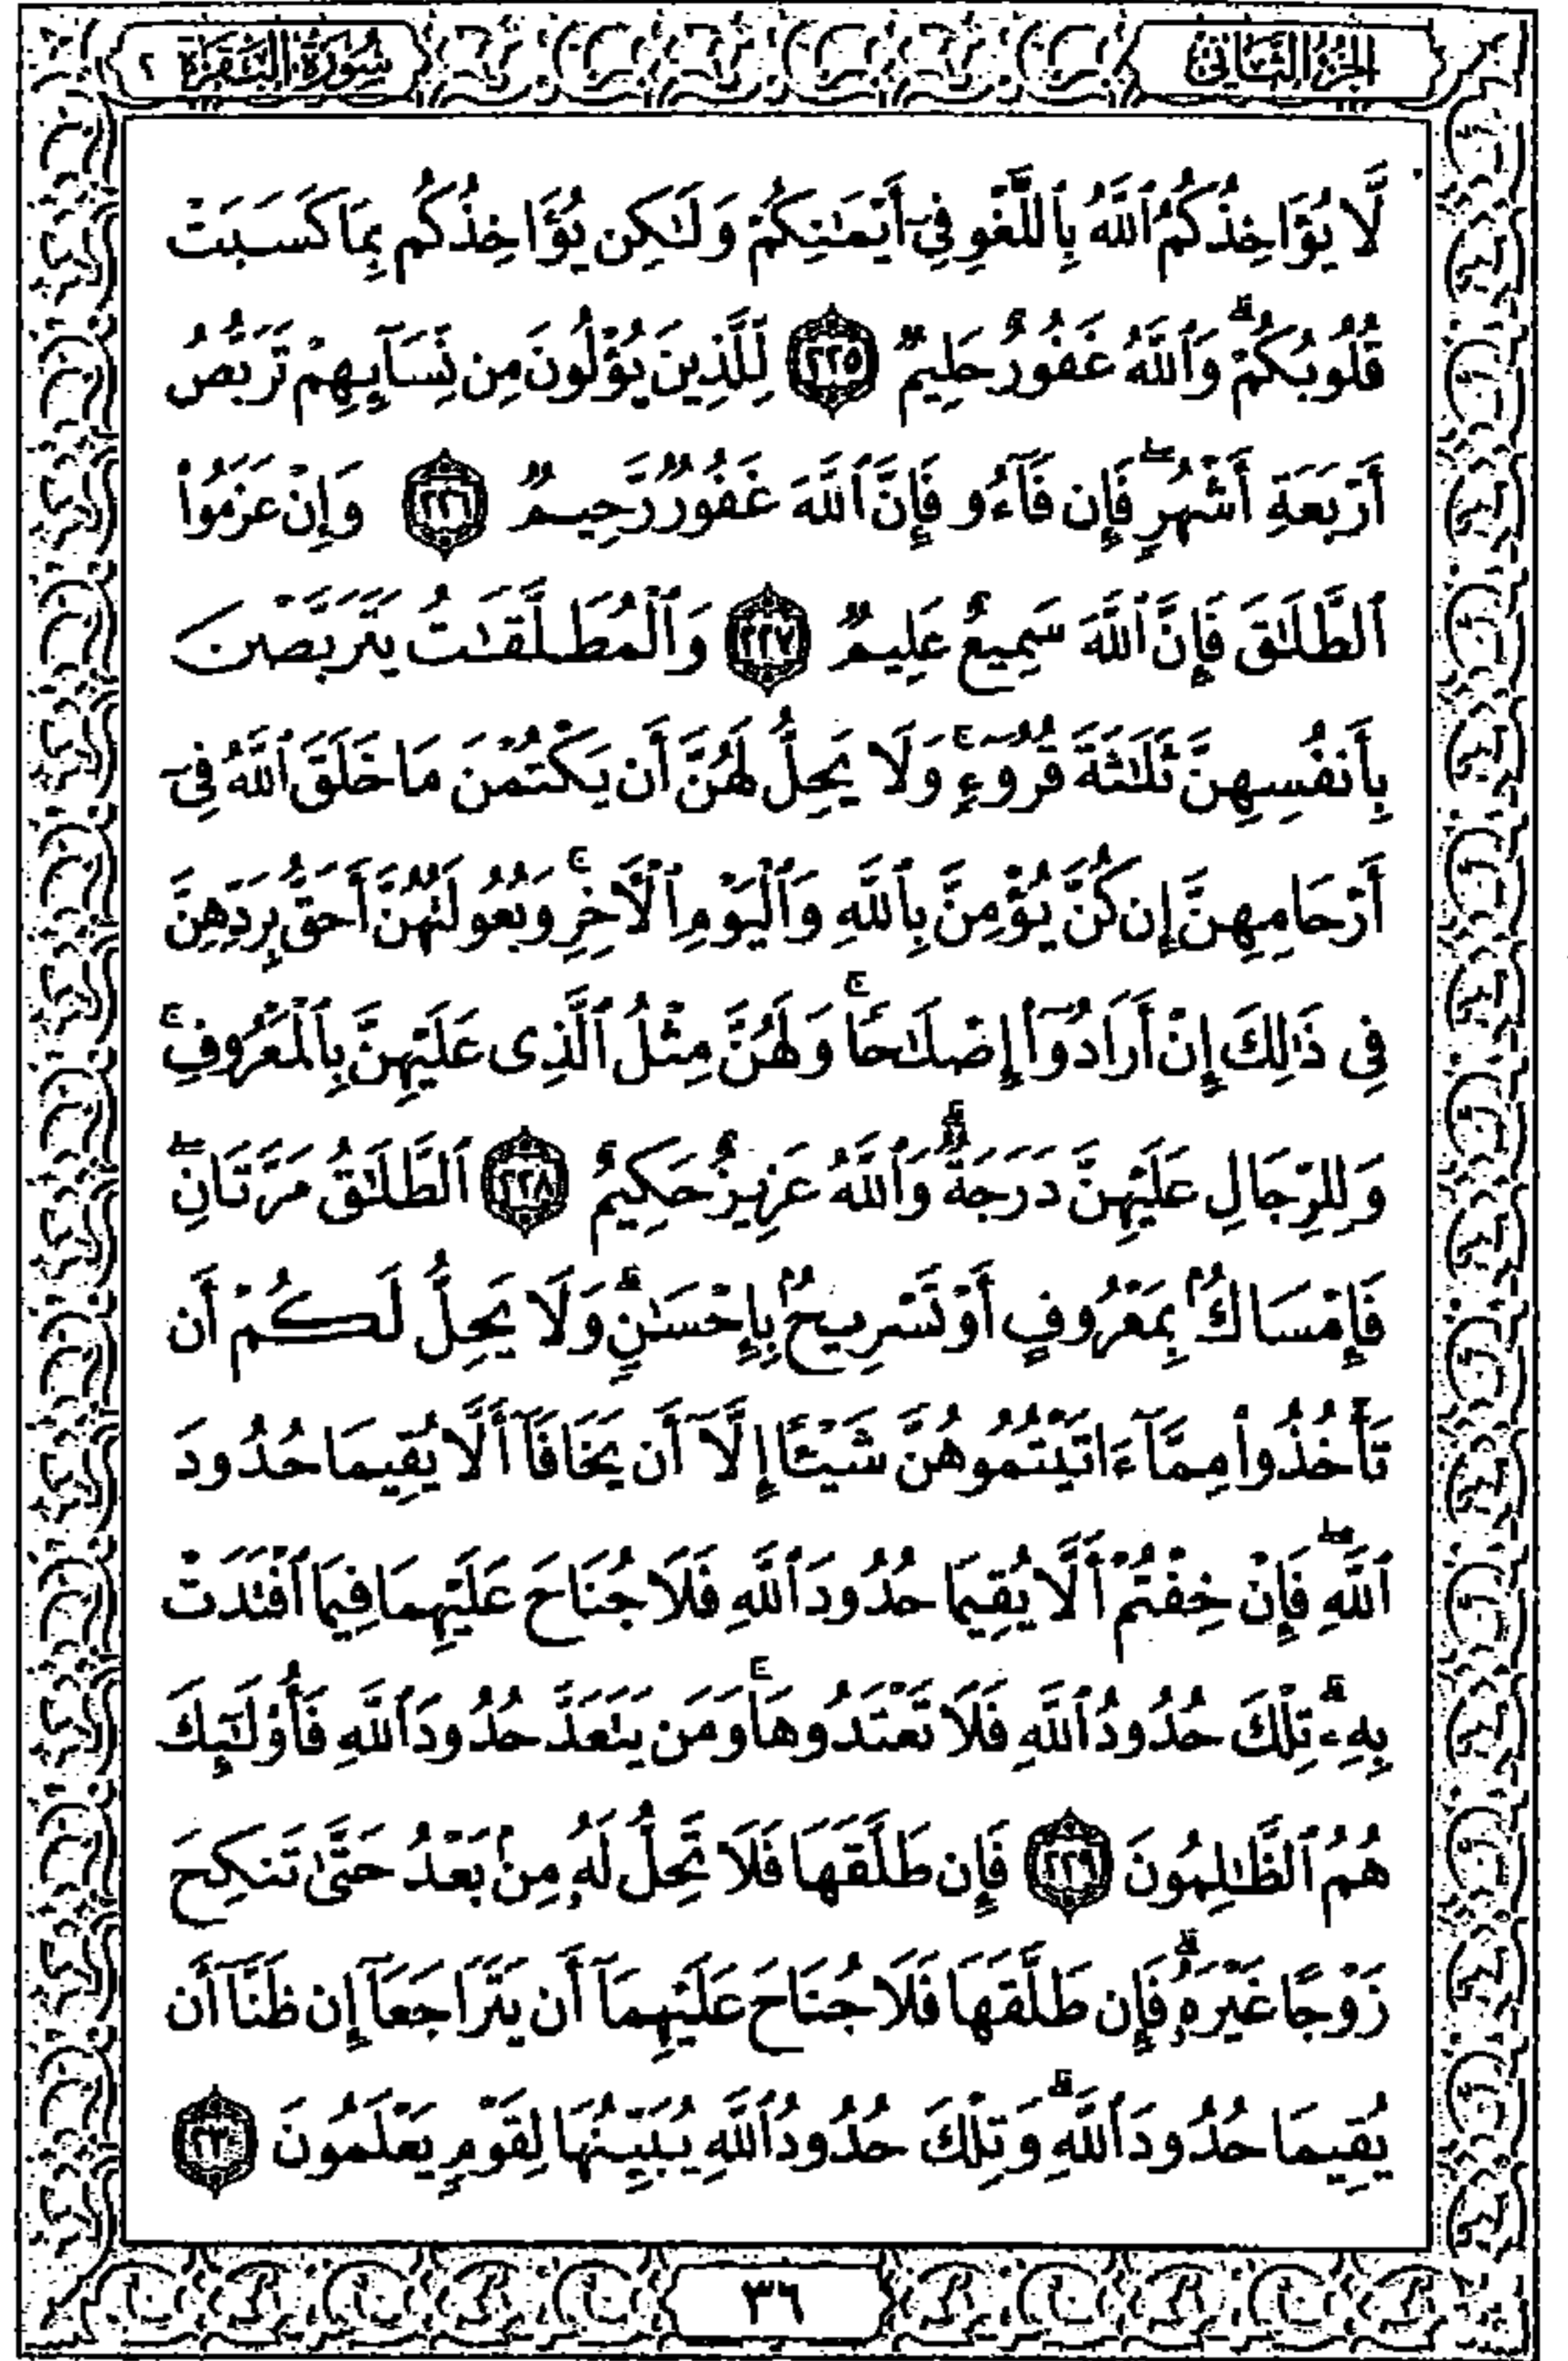 الجزء الثاني
سورة البقرة ٢
لَّا يُؤَاخِذُكُمُ ٱللَّهُ بِٱللَّغْوِ فِىٓ أَيْمَـٰنِكُمْ وَلَـٰكِن يُؤَاخِذُكُم بِمَا كَسَبَتْ
قُلُوبُكُمْ ۗ وَٱللَّهُ غَفُورٌ حَلِيمٌ ٢٢٥ لِّلَّذِينَ يُؤْلُونَ مِن نِّسَآئِهِمْ تَرَبُّصُ
أَرْبَعَةِ أَشْهُرٍ ۖ فَإِن فَآءُو فَإِنَّ ٱللَّهَ غَفُورٌ رَّحِيمٌ ٢٢٦ وَإِنْ عَزَمُوا۟
ٱلطَّلَـٰقَ فَإِنَّ ٱللَّهَ سَمِيعٌ عَلِيمٌ ٢٢٧ وَٱلْمُطَلَّقَـٰتُ يَتَرَبَّصْنَ
بِأَنفُسِهِنَّ ثَلَـٰثَةَ قُرُوٓءٍ ۚ وَلَا يَحِلُّ لَهُنَّ أَن يَكْتُمْنَ مَا خَلَقَ ٱللَّهُ فِىٓ
أَرْحَامِهِنَّ إِن كُنَّ يُؤْمِنَّ بِٱللَّهِ وَٱلْيَوْمِ ٱلْـَٔاخِرِ ۚ وَبُعُولَتُهُنَّ أَحَقُّ بِرَدِّهِنَّ
فِى ذَٰلِكَ إِنْ أَرَادُوٓا۟ إِصْلَـٰحًا ۚ وَلَهُنَّ مِثْلُ ٱلَّذِى عَلَيْهِنَّ بِٱلْمَعْرُوفِ ۚ
وَلِلرِّجَالِ عَلَيْهِنَّ دَرَجَةٌ ۗ وَٱللَّهُ عَزِيزٌ حَكِيمٌ ٢٢٨ ٱلطَّلَـٰقُ مَرَّتَانِ ۖ
فَإِمْسَاكٌۢ بِمَعْرُوفٍ أَوْ تَسْرِيحٌۢ بِإِحْسَـٰنٍ ۗ وَلَا يَحِلُّ لَكُمْ أَن
تَأْخُذُوا۟ مِمَّآ ءَاتَيْتُمُوهُنَّ شَيْـًٔا إِلَّآ أَن يَخَافَآ أَلَّا يُقِيمَا حُدُودَ
ٱللَّهِ ۖ فَإِنْ خِفْتُمْ أَلَّا يُقِيمَا حُدُودَ ٱللَّهِ فَلَا جُنَاحَ عَلَيْهِمَا فِيمَا ٱفْتَدَتْ
بِهِۦ ۗ تِلْكَ حُدُودُ ٱللَّهِ فَلَا تَعْتَدُوهَا ۚ وَمَن يَتَعَدَّ حُدُودَ ٱللَّهِ فَأُو۟لَـٰٓئِكَ
هُمُ ٱلظَّـٰلِمُونَ ٢٢٩ فَإِن طَلَّقَهَا فَلَا تَحِلُّ لَهُۥ مِنۢ بَعْدُ حَتَّىٰ تَنكِحَ
زَوْجًا غَيْرَهُۥ ۗ فَإِن طَلَّقَهَا فَلَا جُنَاحَ عَلَيْهِمَآ أَن يَتَرَاجَعَآ إِن ظَنَّآ أَن
يُقِيمَا حُدُودَ ٱللَّهِ ۗ وَتِلْكَ حُدُودُ ٱللَّهِ يُبَيِّنُهَا لِقَوْمٍ يَعْلَمُونَ ٢٣٠
٣٦